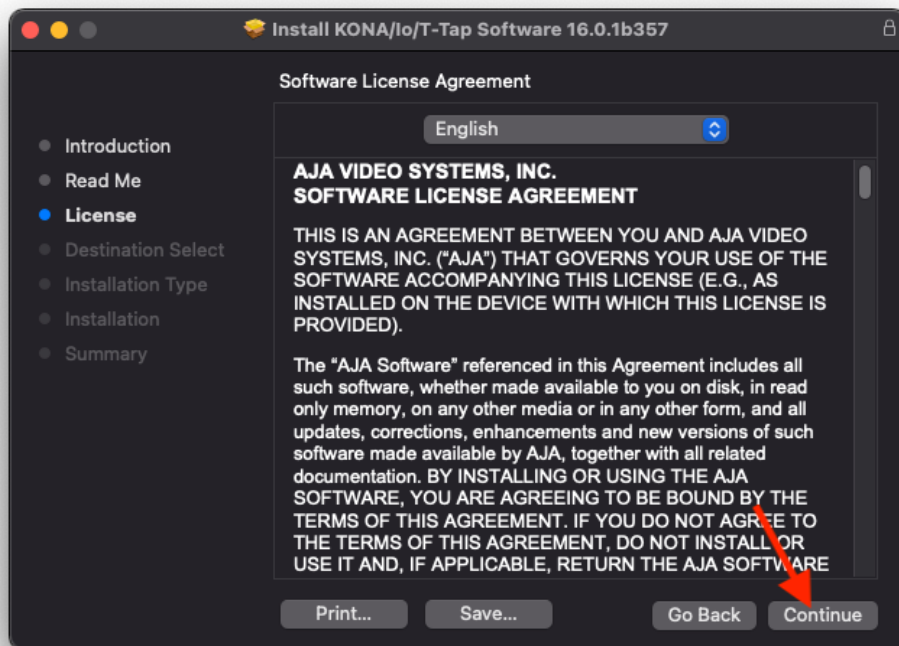 Install KONA/Io/T-Tap Software 16.0.1b357
Software License Agreement
English
Introduction
Read Me
License
Destination Select
Installation Type
Installation
Summary
AJA VIDEO SYSTEMS, INC.
SOFTWARE LICENSE AGREEMENT
THIS IS AN AGREEMENT BETWEEN YOU AND AJA VIDEO
SYSTEMS, INC. (“AJA”) THAT GOVERNS YOUR USE OF THE
SOFTWARE ACCOMPANYING THIS LICENSE (E.G., AS
INSTALLED ON THE DEVICE WITH WHICH THIS LICENSE IS
PROVIDED).
The “AJA Software” referenced in this Agreement includes all
such software, whether made available to you on disk, in read
only memory, on any other media or in any other form, and all
updates, corrections, enhancements and new versions of such
software made available by AJA, together with all related
documentation. BY INSTALLING OR USING THE AJA
SOFTWARE, YOU ARE AGREEING TO BE BOUND BY THE
TERMS OF THIS AGREEMENT. IF YOU DO NOT AGREE TO
THE TERMS OF THIS AGREEMENT, DO NOT INSTALL OR
USE IT AND, IF APPLICABLE, RETURN THE AJA SOFTWARE
Print...
Save...
Go Back
Continue